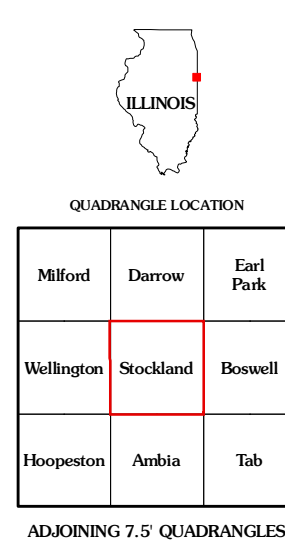 ILLINOIS
QUADRANGLE LOCATION
Milford Darrow Earl
Park
Wellington Stockland Boswell
Hoopeston Ambia Tab
ADJOINING 7.5' QUADRANGLES